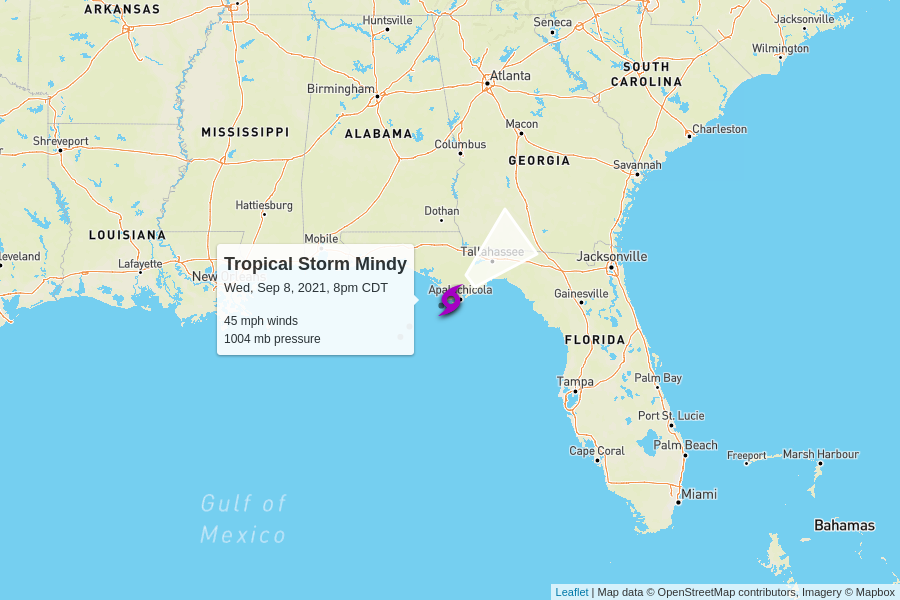 ARKANSAS
Huntsville
Seneca
Jacksonville
Wilmington
Atlanta
SOUTH
CAROLINA
Birmingham
MISSISSIPPI
ALABAMA
Macon
Charleston
Shreveport
Columbus
GEORGIA
Savannah
Hattiesburg
Dothan
LOUISIANA
Mobile
Tallahassee
Jacksonville
leveland
Lafayette
New
Tropical Storm Mindy
Wed, Sep 8, 2021, 8pm CDT
45 mph winds
1004 mb pressure
Apalachicola
Gainesville
FLORIDA
Tampa
Palm Bay
Port St. Lucie
Cape Coral
Palm Beach
Freeport
Marsh Harbour
Miami
Gulf of
Mexico
Bahamas
Leaflet | Map data © OpenStreetMap contributors, Imagery © Mapbox